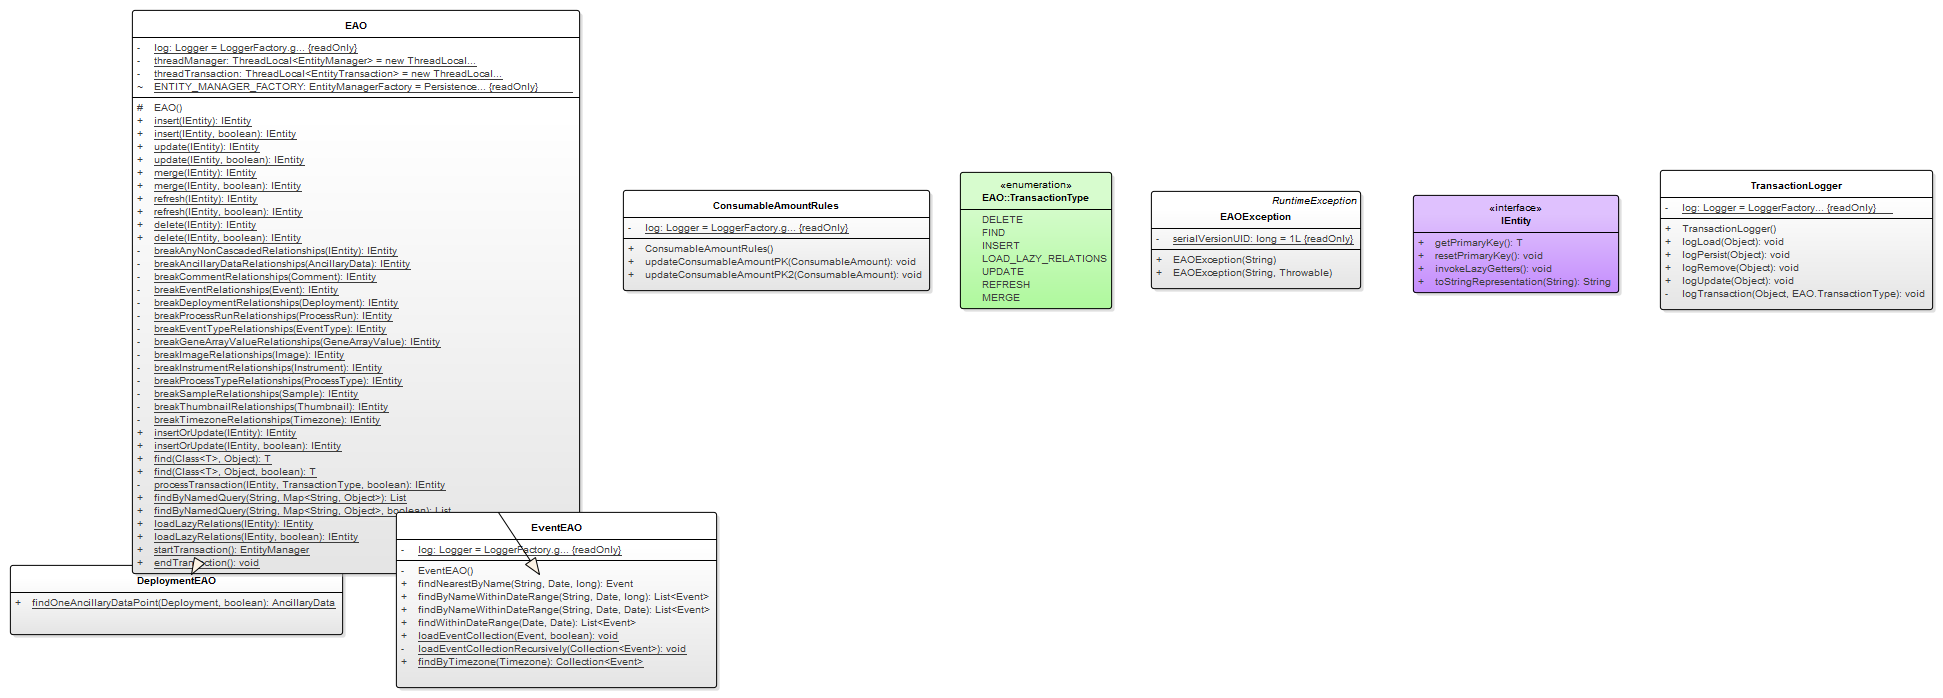 EAO
- log: Logger = LoggerFactory.g... {readOnly}
- threadManager: ThreadLocal<EntityManager> = new ThreadLocal...
- threadTransaction: ThreadLocal<EntityTransaction> = new ThreadLocal...
~ ENTITY_MANAGER_FACTORY: EntityManagerFactory = Persistence... {readOnly}
# EAO()
+ insert(IEntity): IEntity
+ insert(IEntity, boolean): IEntity
+ update(IEntity): IEntity
+ update(IEntity, boolean): IEntity
+ merge(IEntity): IEntity
+ merge(IEntity, boolean): IEntity
+ refresh(IEntity): IEntity
+ refresh(IEntity, boolean): IEntity
+ delete(IEntity): IEntity
+ delete(IEntity, boolean): IEntity
- breakAnyNonCascadedRelationships(IEntity): IEntity
- breakAncillaryDataRelationships(AncillaryData): IEntity
- breakCommentRelationships(Comment): IEntity
- breakEventRelationships(Event): IEntity
- breakDeploymentRelationships(Deployment): IEntity
- breakProcessRunRelationships(ProcessRun): IEntity
- breakEventTypeRelationships(EventType): IEntity
- breakGeneArrayValueRelationships(GeneArrayValue): IEntity
- breakImageRelationships(Image): IEntity
- breakInstrumentRelationships(Instrument): IEntity
- breakProcessTypeRelationships(ProcessType): IEntity
- breakSampleRelationships(Sample): IEntity
- breakThumbnailRelationships(Thumbnail): IEntity
- breakTimezoneRelationships(Timezone): IEntity
+ insertOrUpdate(IEntity): IEntity
+ insertOrUpdate(IEntity, boolean): IEntity
+ find(Class<T>, Object): T
+ find(Class<T>, Object, boolean): T
- processTransaction(IEntity, TransactionType, boolean): IEntity
+ findByNamedQuery(String, Map<String, Object>): List
+ findByNamedQuery(String, Map<String, Object>, boolean): List
+ loadLazyRelations(IEntity): IEntity
+ loadLazyRelations(IEntity, boolean): IEntity
+ startTransaction(): EntityManager
+ endTransaction(): void
DeploymentEAO
+ findOneAncillaryDataPoint(Deployment, boolean): AncillaryData
EventEAO
- log: Logger = LoggerFactory.g... {readOnly}
- EventEAO()
+ findNearestByName(String, Date, long): Event
+ findByNameWithinDateRange(String, Date, long): List<Event>
+ findByNameWithinDateRange(String, Date, Date): List<Event>
+ findWithinDateRange(Date, Date): List<Event>
+ loadEventCollection(Event, boolean): void
- loadEventCollectionRecursively(Collection<Event>): void
+ findByTimezone(Timezone): Collection<Event>
ConsumableAmountRules
- log: Logger = LoggerFactory.g... {readOnly}
+ ConsumableAmountRules()
+ updateConsumableAmountPK(ConsumableAmount): void
+ updateConsumableAmountPK2(ConsumableAmount): void
«enumeration»
EAO::TransactionType
DELETE
FIND
INSERT
LOAD_LAZY_RELATIONS
UPDATE
REFRESH
MERGE
RuntimeException
EAOException
- serialVersionUID: long = 1L {readOnly}
+ EAOException(String)
+ EAOException(String, Throwable)
«interface»
IEntity
+ getPrimaryKey(): T
+ resetPrimaryKey(): void
+ invokeLazyGetters(): void
+ toStringRepresentation(String): String
TransactionLogger
- log: Logger = LoggerFactory... {readOnly}
+ TransactionLogger()
+ logLoad(Object): void
+ logPersist(Object): void
+ logRemove(Object): void
+ logUpdate(Object): void
- logTransaction(Object, EAO.TransactionType): void